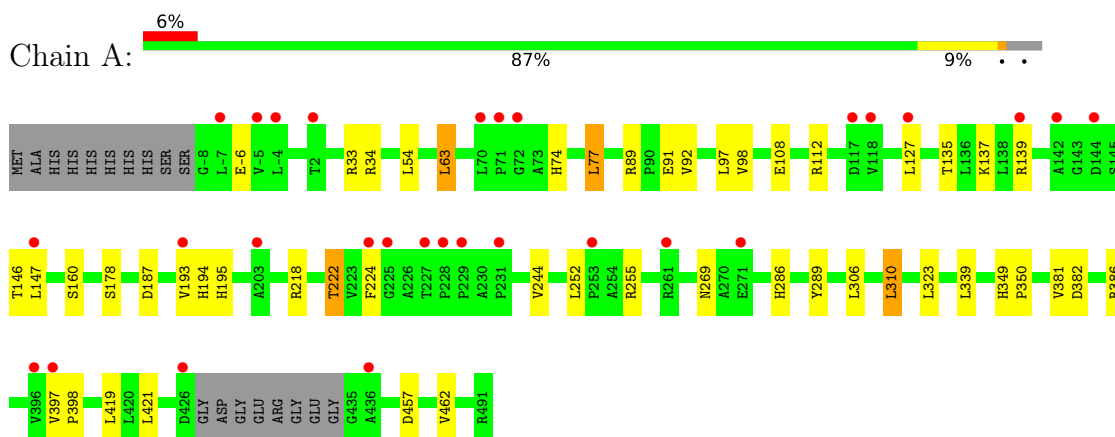 6%
Chain A:
87% 9% • •
MET ALA HIS HIS HIS HIS HIS HIS SER SER G-8 L-7 E-6 V-5 L-4 T2 R33 R34 L54 L63 L70 P71 G72 A73 H74 L77 R89 P90 E91 V92 L97 V98 E108 R112 D117 V118 L127 T135 L136 K137 L138 R139 A142 G143 D144 S145
T146 L147 S160 S178 D187 V193 H194 H195 A203 R218 T222 V223 F224 G225 A226 T227 P228 P229 A230 P231 V244 L252 P253 A254 R255 R261 N269 A270 E271 H286 Y289 L306 L310 L323 L339 H349 P350 V381 D382
V396 V397 P398 L419 L420 L421 D426 GLY ASP GLY GLU ARG GLY GLU GLY G435 A436 D457 V462 R491